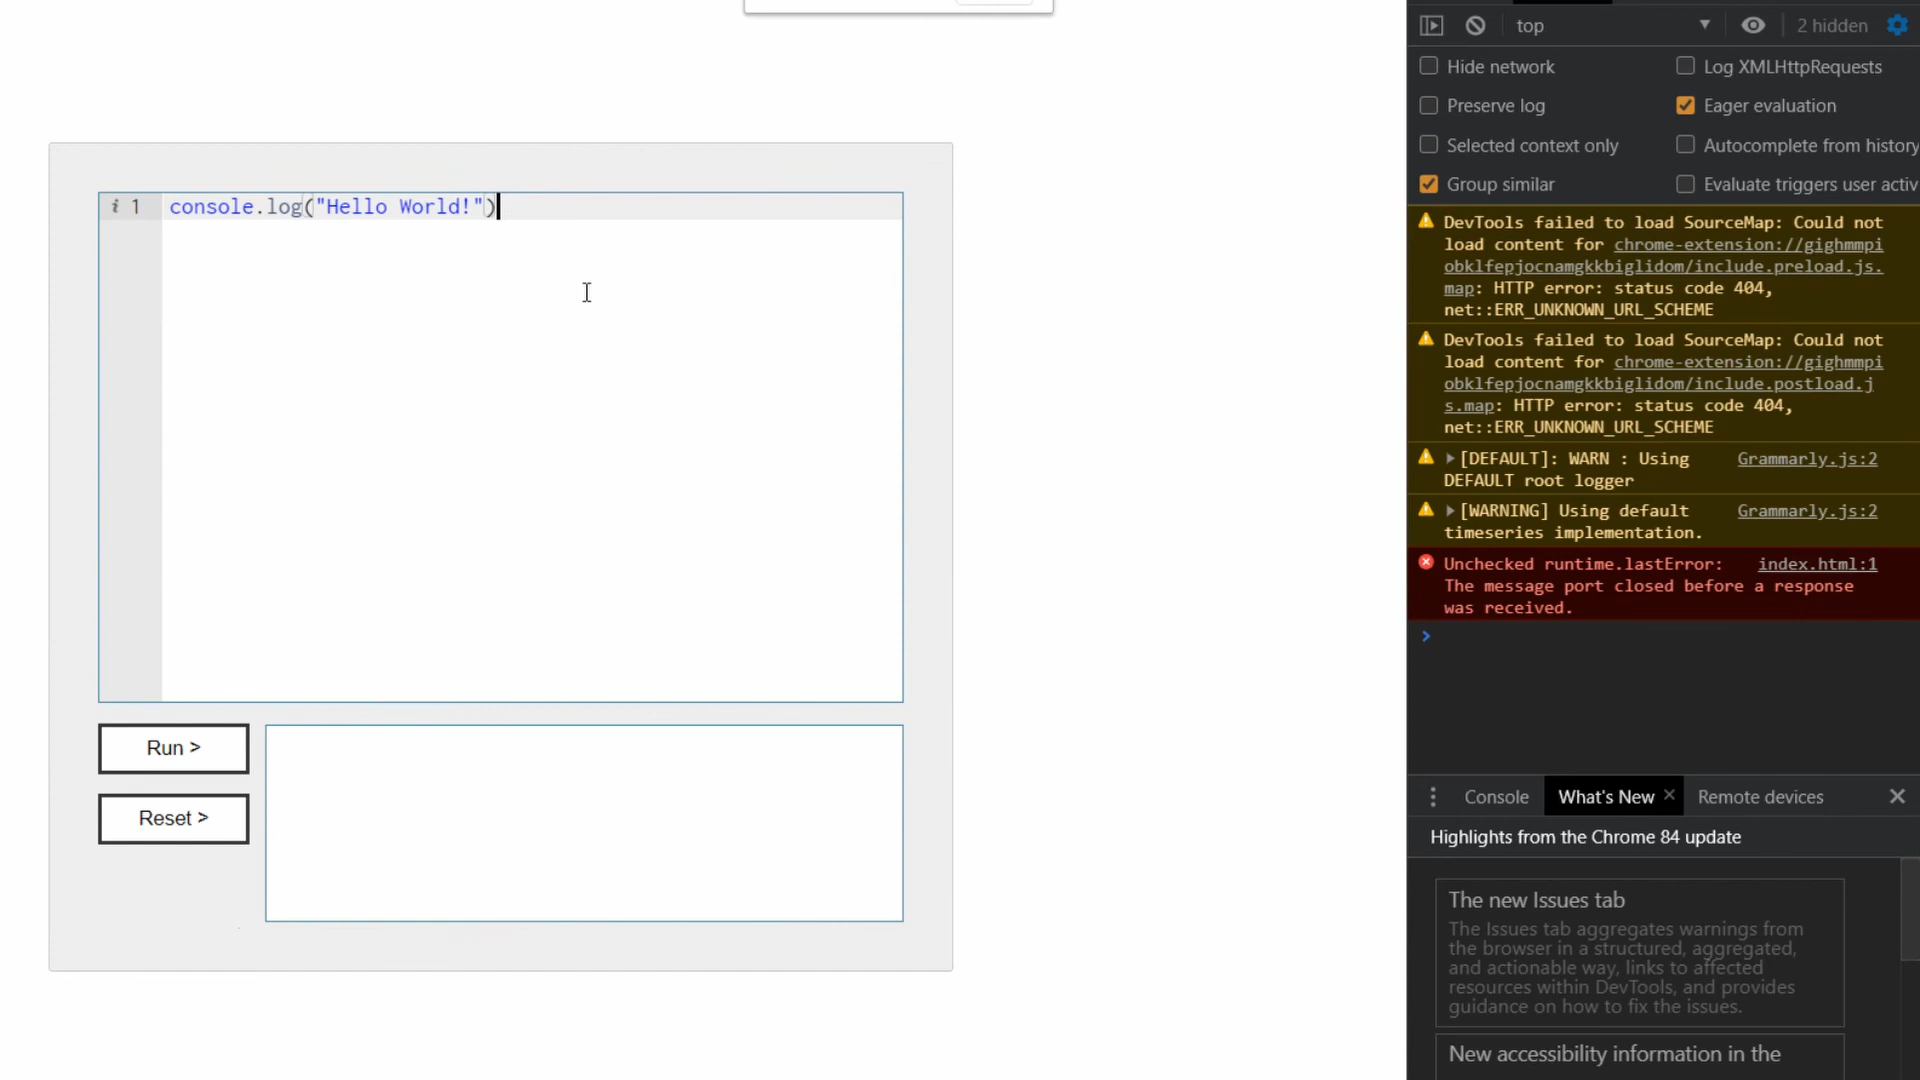 i 1 console.log("Hello World!")
Run >
Reset >
top
2 hidden
Hide network
Log XMLHttpRequests
Preserve log
Eager evaluation
Selected context only
Autocomplete from history
Group similar
Evaluate triggers user activ
DevTools failed to load SourceMap: Could not
load content for chrome-extension://gighmmpi
obklfepjocnamgkkbiglidom/include.preload.js.
map: HTTP error: status code 404,
net::ERR_UNKNOWN_URL_SCHEME
DevTools failed to load SourceMap: Could not
load content for chrome-extension://gighmmpi
obklfepjocnamgkkbiglidom/include.postload.j
s.map: HTTP error: status code 404,
net::ERR_UNKNOWN_URL_SCHEME
[DEFAULT]: WARN : Using Grammarly.js:2
DEFAULT root logger
[WARNING] Using default Grammarly.js:2
timeseries implementation.
Unchecked runtime.lastError: index.html:1
The message port closed before a response
was received.
Console What's New Remote devices
Highlights from the Chrome 84 update
The new Issues tab
The Issues tab aggregates warnings from
the browser in a structured, aggregated,
and actionable way, links to affected
resources within DevTools, and provides
guidance on how to fix the issues.
New accessibility information in the